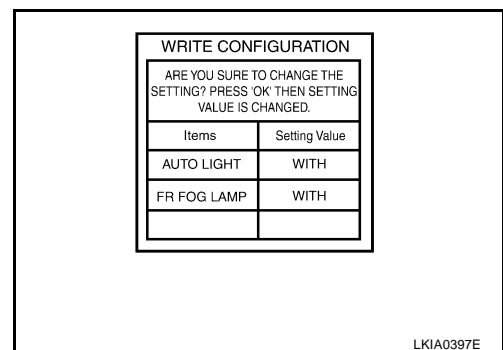 WRITE CONFIGURATION
ARE YOU SURE TO CHANGE THE
SETTING? PRESS 'OK' THEN SETTING
VALUE IS CHANGED.
Items Setting Value
AUTO LIGHT WITH
FR FOG LAMP WITH
LKIA0397E